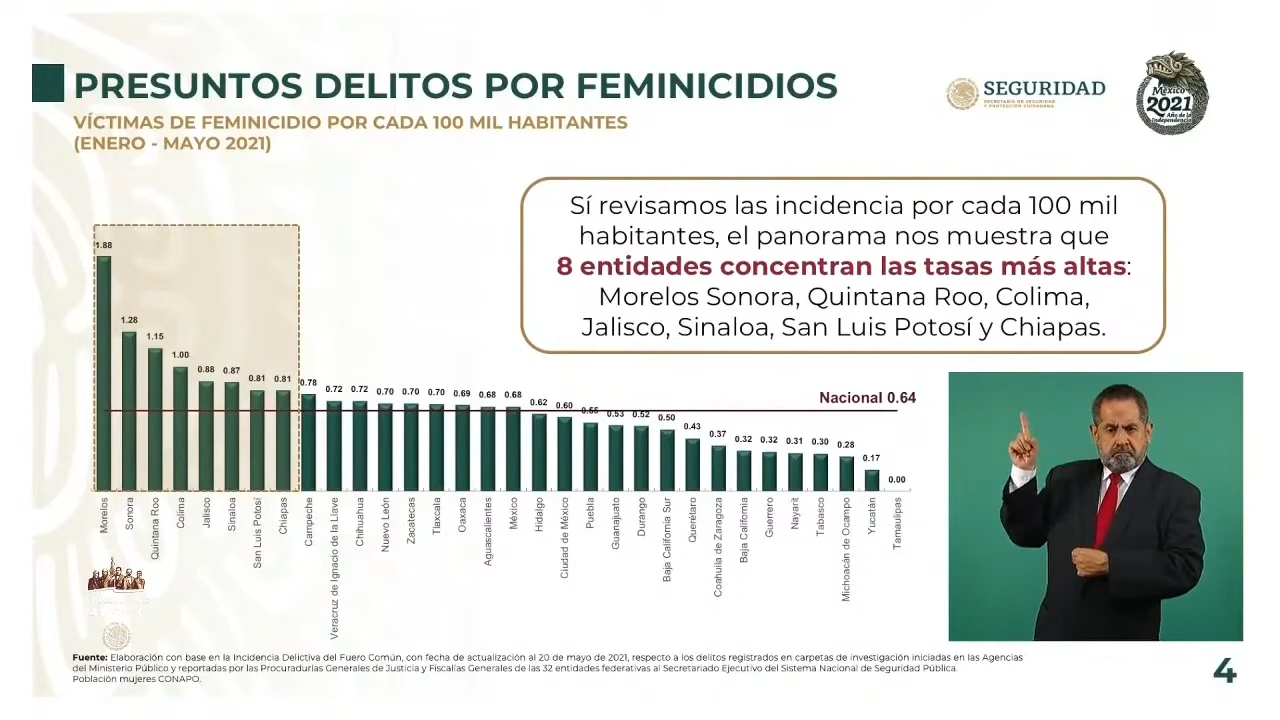 PRESUNTOS DELITOS POR FEMINICIDIOS
VÍCTIMAS DE FEMINICIDIO POR CADA 100 MIL HABITANTES
(ENERO - MAYO 2021)
SEGURIDAD
SECRETARÍA DE SEGURIDAD
Y PROTECCIÓN CIUDADANA
México
2021
Año de la
Independencia
Sí revisamos las incidencia por cada 100 mil
habitantes, el panorama nos muestra que
8 entidades concentran las tasas más altas:
Morelos Sonora, Quintana Roo, Colima,
Jalisco, Sinaloa, San Luis Potosí y Chiapas.
Nacional 0.64
1.88
1.28
1.15
1.00
0.88
0.87
0.81
0.81
0.78
0.72
0.72
0.70
0.70
0.70
0.69
0.68
0.68
0.62
0.60
0.55
0.53
0.52
0.50
0.43
0.37
0.32
0.32
0.31
0.30
0.28
0.17
0.00
Morelos
Sonora
Quintana Roo
Colima
Jalisco
Sinaloa
San Luis Potosí
Chiapas
Campeche
Veracruz de Ignacio de la Llave
Chihuahua
Nuevo León
Zacatecas
Tlaxcala
Oaxaca
Aguascalientes
México
Hidalgo
Ciudad de México
Puebla
Guanajuato
Durango
Baja California Sur
Querétaro
Coahuila de Zaragoza
Baja California
Guerrero
Nayarit
Tabasco
Michoacán de Ocampo
Yucatán
Tamaulipas
Fuente: Elaboración con base en la Incidencia Delictiva del Fuero Común, con fecha de actualización al 20 de mayo de 2021, respecto a los delitos registrados en carpetas de investigación iniciadas en las Agencias
del Ministerio Público y reportadas por las Procuradurías Generales de Justicia y Fiscalías Generales de las 32 entidades federativas al Secretariado Ejecutivo del Sistema Nacional de Seguridad Pública.
Población mujeres CONAPO.
4